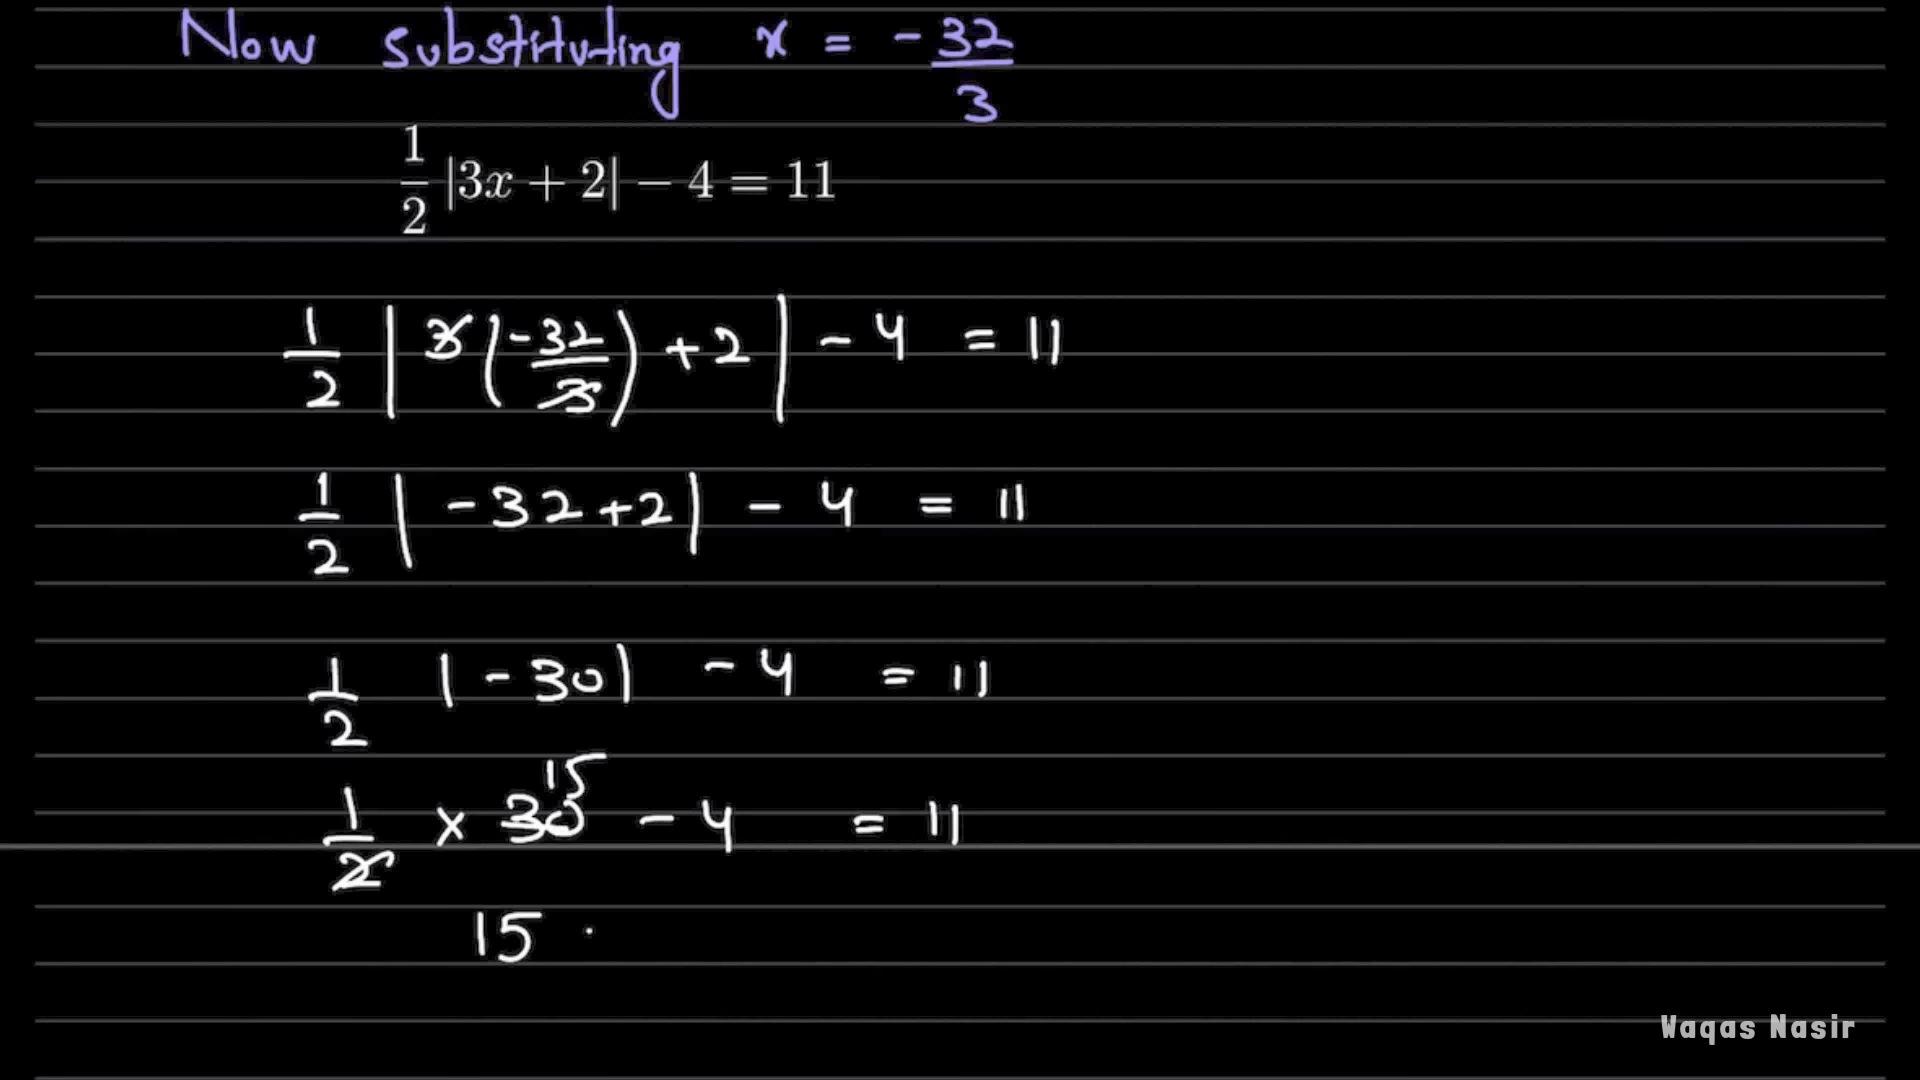 Now substituting x = -32/3
1/2 |3x + 2| − 4 = 11
1/2 | 3(-32/3) + 2 | - 4 = 11
1/2 | -32 + 2 | - 4 = 11
1/2 | -30 | - 4 = 11
15
1/2 x 30 - 4 = 11
15 .
Waqas Nasir